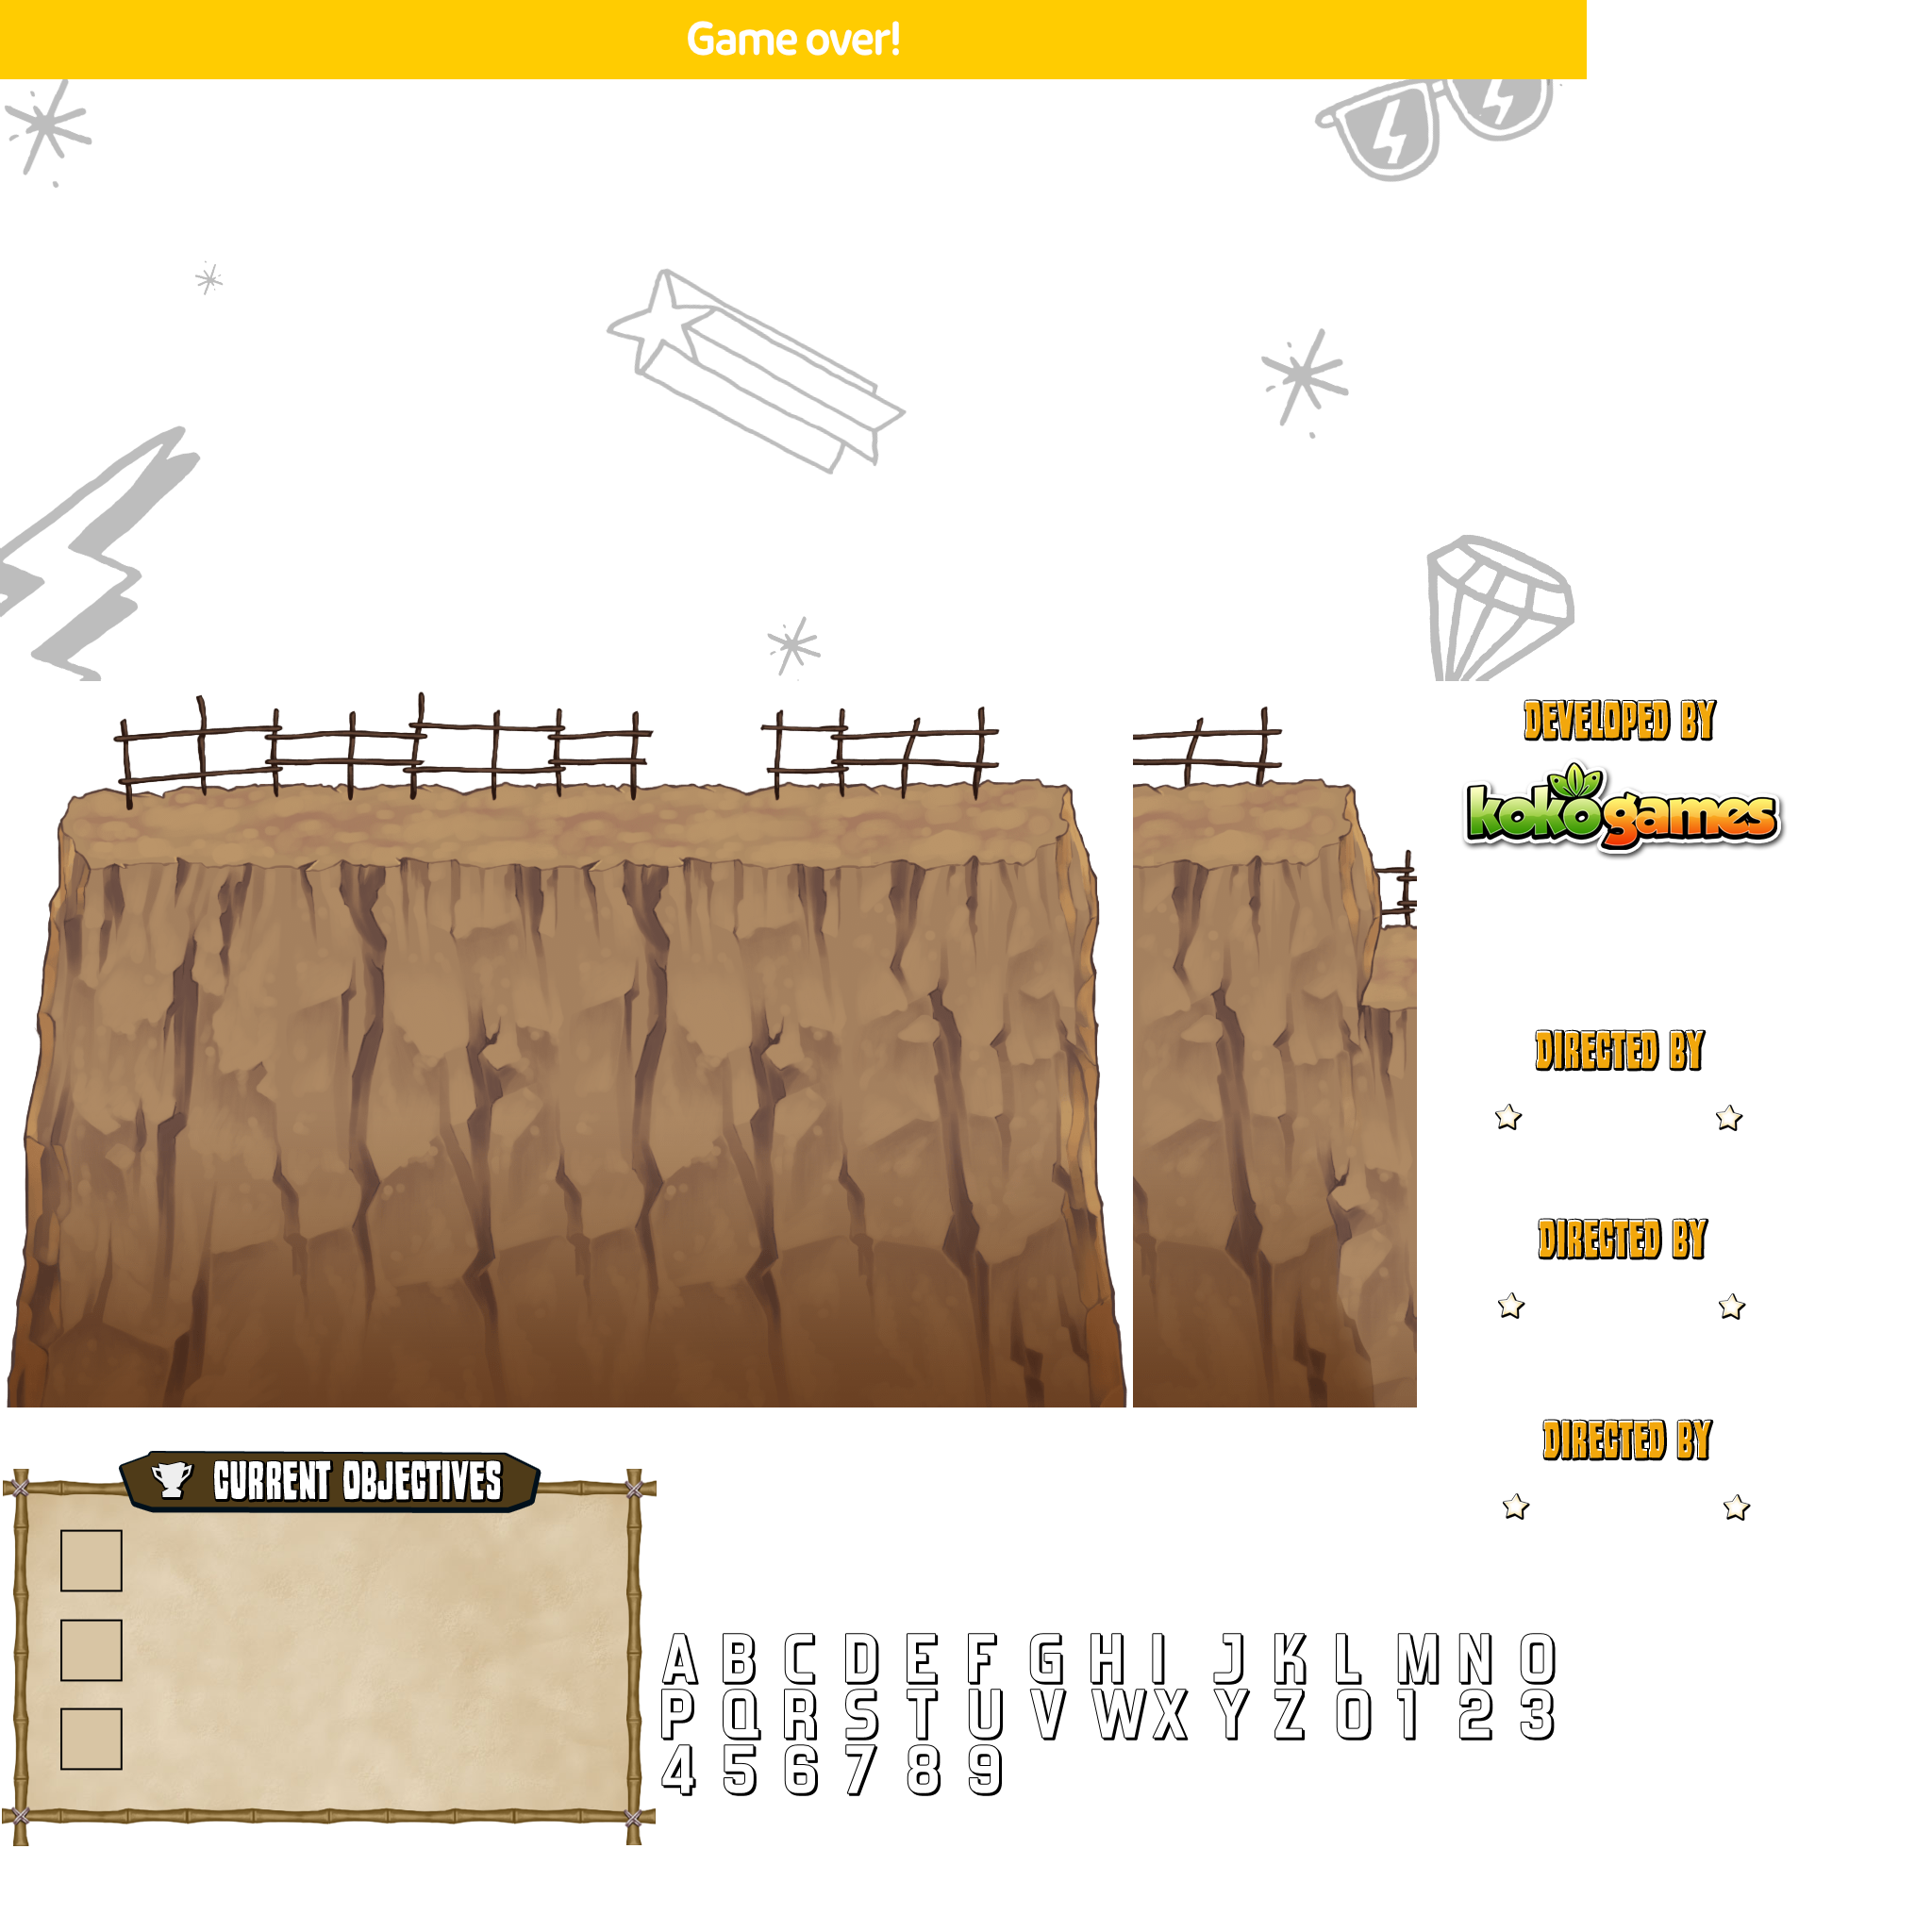 Game over!
DEVELOPED BY
kokogames
DIRECTED BY
DIRECTED BY
DIRECTED BY
CURRENT OBJECTIVES
A B C D E F G H I J K L M N O
P Q R S T U V W X Y Z 0 1 2 3
4 5 6 7 8 9